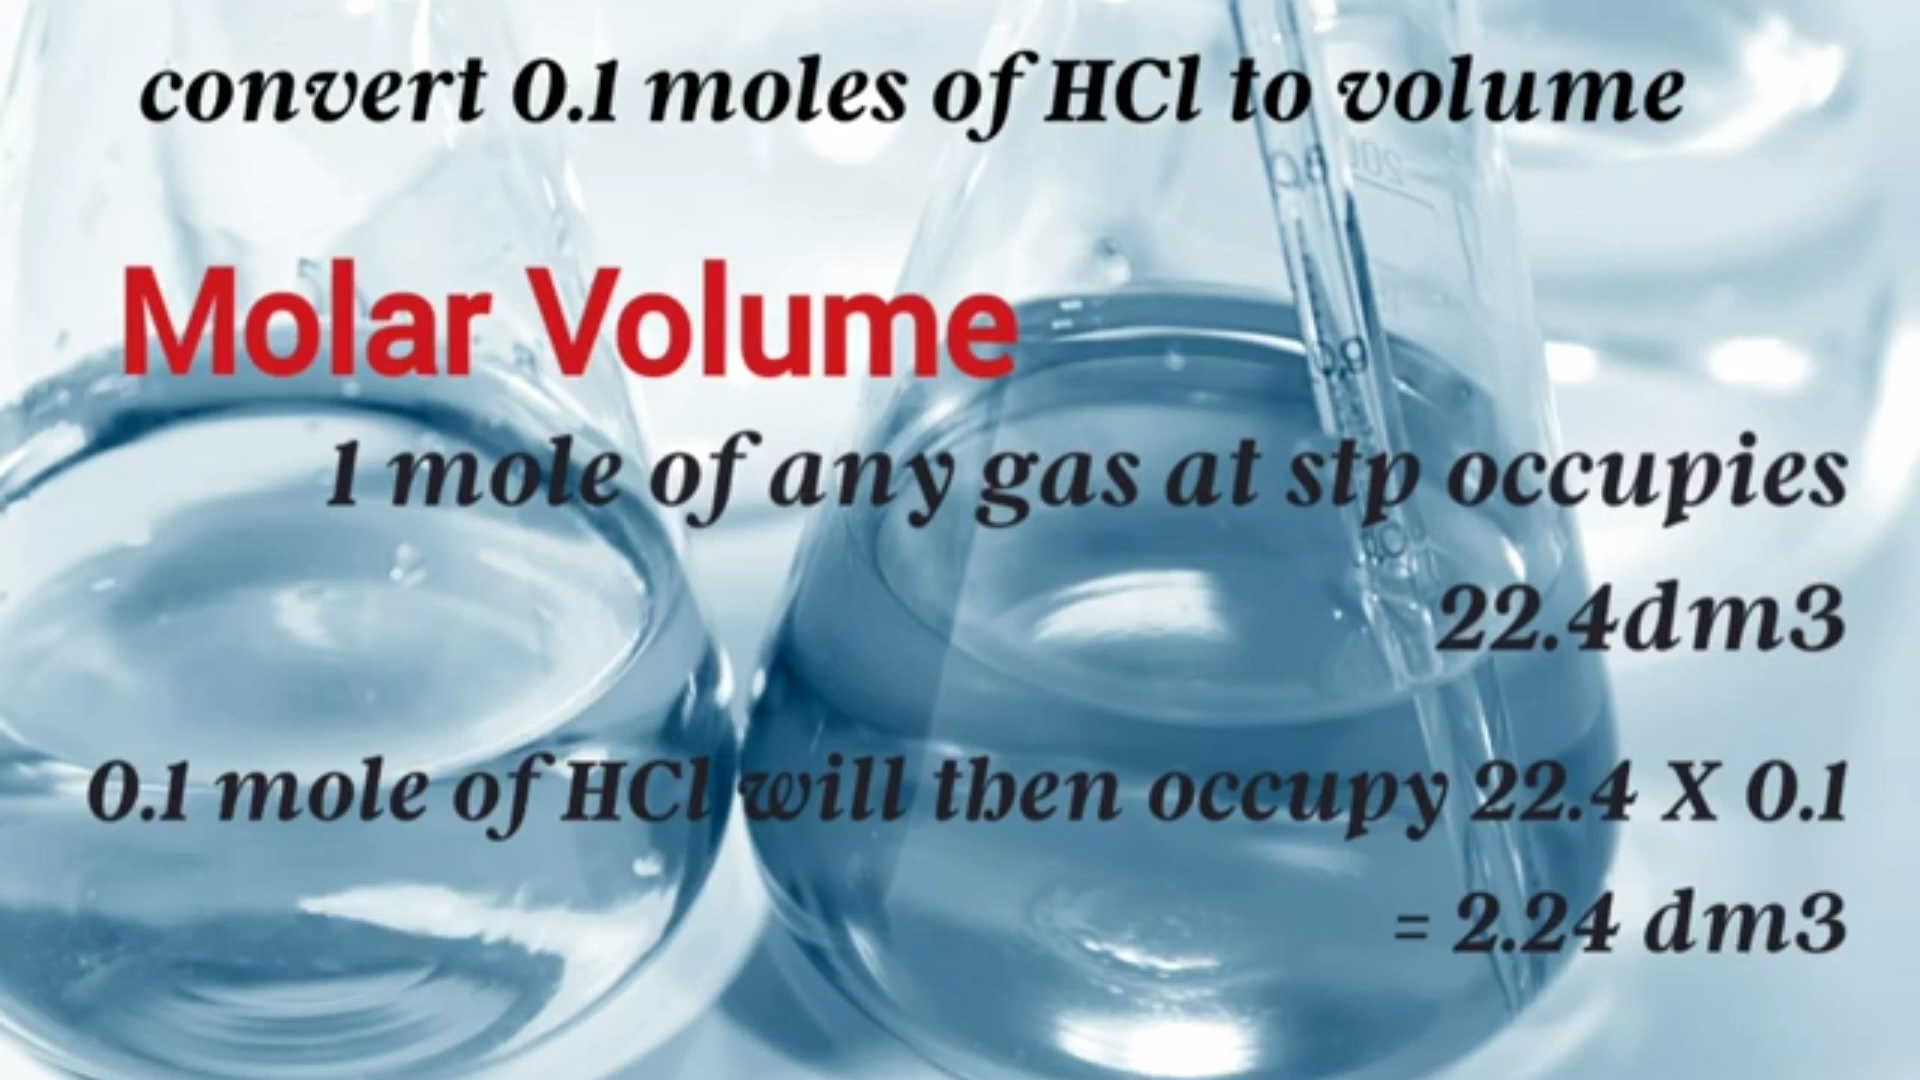 convert 0.1 moles of HCl to volume
Molar Volume
1 mole of any gas at stp occupies
22.4dm3
0.1 mole of HCl will then occupy 22.4 X 0.1
= 2.24 dm3